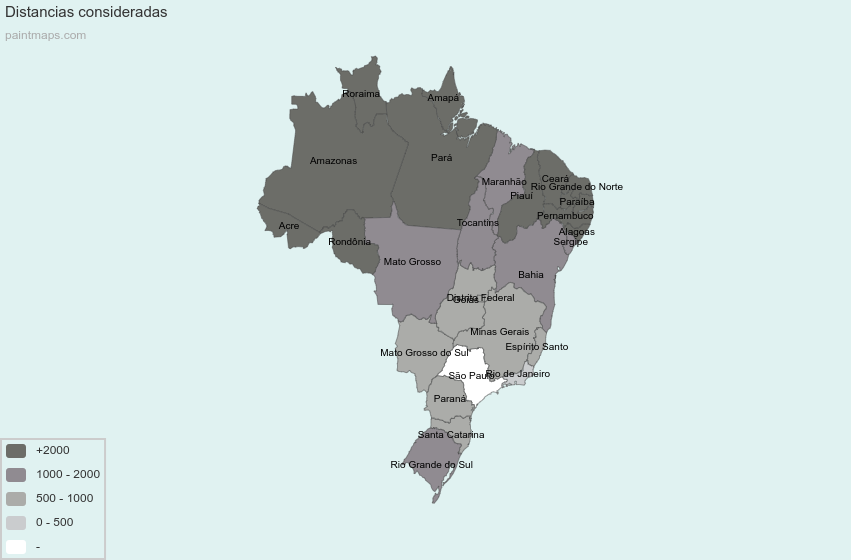 Distancias consideradas
paintmaps.com
Roraima
Amapá
Amazonas
Pará
Maranhão
Ceará
Rio Grande do Norte
Piauí
Paraíba
Pernambuco
Acre
Tocantins
Alagoas
Rondônia
Sergipe
Mato Grosso
Bahia
Distrito Federal
Goiás
Minas Gerais
Espírito Santo
Mato Grosso do Sul
São Paulo
Rio de Janeiro
Paraná
Santa Catarina
Rio Grande do Sul
+2000
1000 - 2000
500 - 1000
0 - 500
-